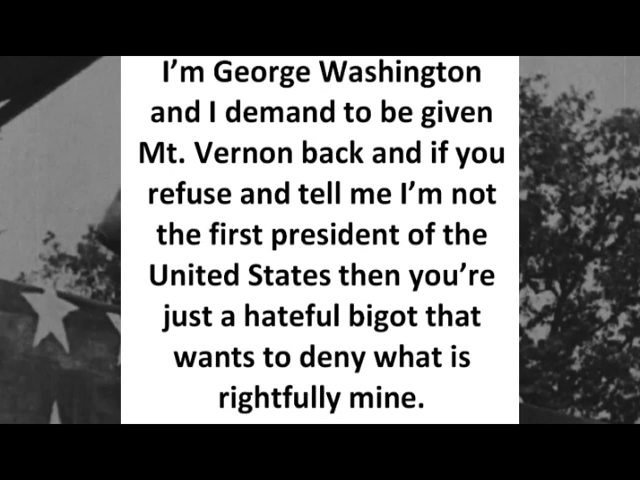 I’m George Washington
and I demand to be given
Mt. Vernon back and if you
refuse and tell me I’m not
the first president of the
United States then you’re
just a hateful bigot that
wants to deny what is
rightfully mine.